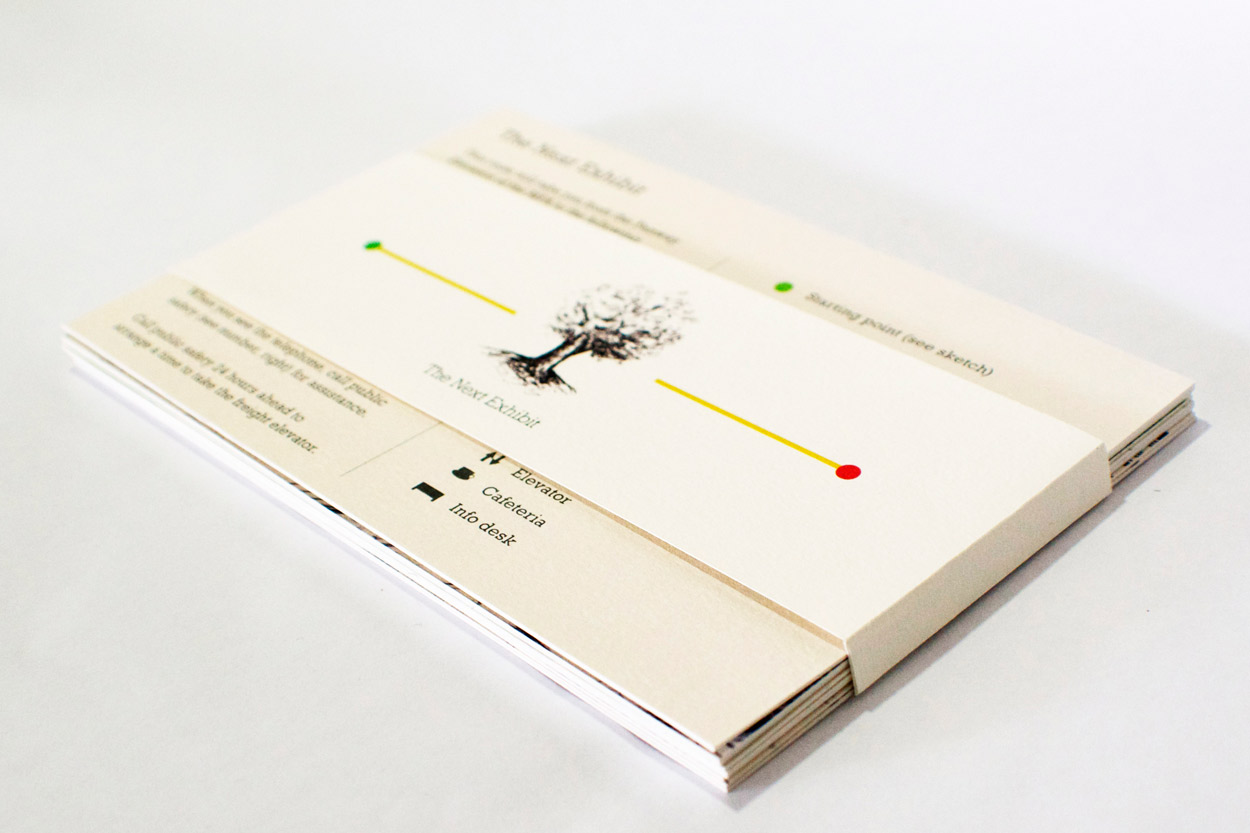 The Next Exhibit
Starting point (see sketch)
The Next Exhibit
When you see the telephone, call public
salary (see number, right) for assistance.
Call public salary 24 hours ahead to
arrange a time to take the freight elevator.
Elevator
Cafeteria
Info desk